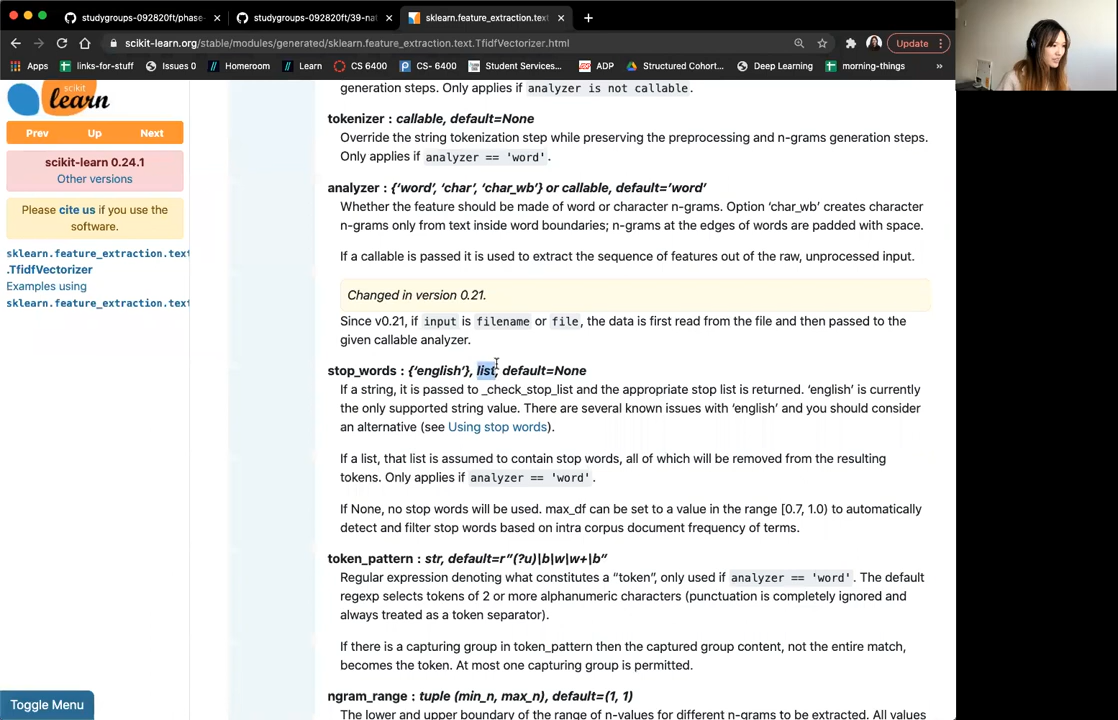 studygroups-092820ft/phase-
studygroups-092820ft/39-nat
sklearn.feature_extraction.text.
scikit-learn.org/stable/modules/generated/sklearn.feature_extraction.text.TfidfVectorizer.html
Update
Apps
links-for-stuff
Issues 0
Homeroom
Learn
CS 6400
CS- 6400
Student Services...
ADP
Structured Cohort...
Deep Learning
morning-things
»
scikit
learn
Prev
Up
Next
scikit-learn 0.24.1
Other versions
Please cite us if you use the
software.
sklearn.feature_extraction.text
.TfidfVectorizer
Examples using
sklearn.feature_extraction.text
Toggle Menu
generation steps. Only applies if analyzer is not callable.
tokenizer : callable, default=None
Override the string tokenization step while preserving the preprocessing and n-grams generation steps.
Only applies if analyzer == 'word'.
analyzer : {‘word’, ‘char’, ‘char_wb’} or callable, default=’word’
Whether the feature should be made of word or character n-grams. Option ‘char_wb’ creates character
n-grams only from text inside word boundaries; n-grams at the edges of words are padded with space.
If a callable is passed it is used to extract the sequence of features out of the raw, unprocessed input.
Changed in version 0.21.
Since v0.21, if input is filename or file, the data is first read from the file and then passed to the
given callable analyzer.
stop_words : {‘english’}, list, default=None
If a string, it is passed to _check_stop_list and the appropriate stop list is returned. ‘english’ is currently
the only supported string value. There are several known issues with ‘english’ and you should consider
an alternative (see Using stop words).
If a list, that list is assumed to contain stop words, all of which will be removed from the resulting
tokens. Only applies if analyzer == 'word'.
If None, no stop words will be used. max_df can be set to a value in the range [0.7, 1.0) to automatically
detect and filter stop words based on intra corpus document frequency of terms.
token_pattern : str, default=r”(?u)\b\w\w+\b”
Regular expression denoting what constitutes a “token”, only used if analyzer == 'word'. The default
regexp selects tokens of 2 or more alphanumeric characters (punctuation is completely ignored and
always treated as a token separator).
If there is a capturing group in token_pattern then the captured group content, not the entire match,
becomes the token. At most one capturing group is permitted.
ngram_range : tuple (min_n, max_n), default=(1, 1)
The lower and upper boundary of the range of n-values for different n-grams to be extracted. All values